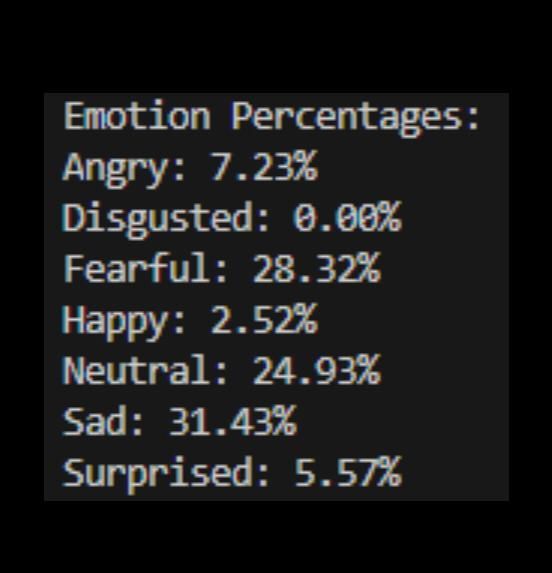 Emotion Percentages:
Angry: 7.23%
Disgusted: 0.00%
Fearful: 28.32%
Happy: 2.52%
Neutral: 24.93%
Sad: 31.43%
Surprised: 5.57%